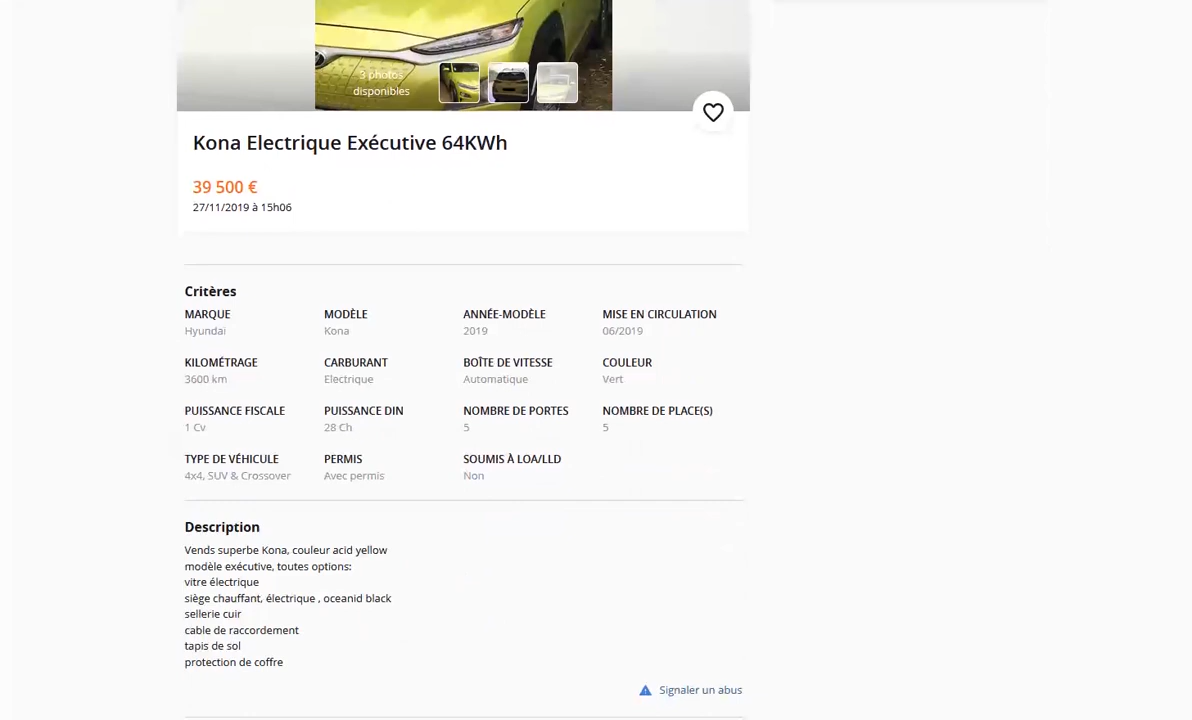 3 photos
disponibles
Kona Electrique Exécutive 64KWh
39 500 €
27/11/2019 à 15h06
Critères
MARQUE MODÈLE ANNÉE-MODÈLE MISE EN CIRCULATION
Hyundai Kona 2019 06/2019
KILOMÉTRAGE CARBURANT BOÎTE DE VITESSE COULEUR
3600 km Electrique Automatique Vert
PUISSANCE FISCALE PUISSANCE DIN NOMBRE DE PORTES NOMBRE DE PLACE(S)
1 Cv 28 Ch 5 5
TYPE DE VÉHICULE PERMIS SOUMIS À LOA/LLD
4x4, SUV & Crossover Avec permis Non
Description
Vends superbe Kona, couleur acid yellow
modèle exécutive, toutes options:
vitre électrique
siège chauffant, électrique , oceanid black
sellerie cuir
cable de raccordement
tapis de sol
protection de coffre
Signaler un abus